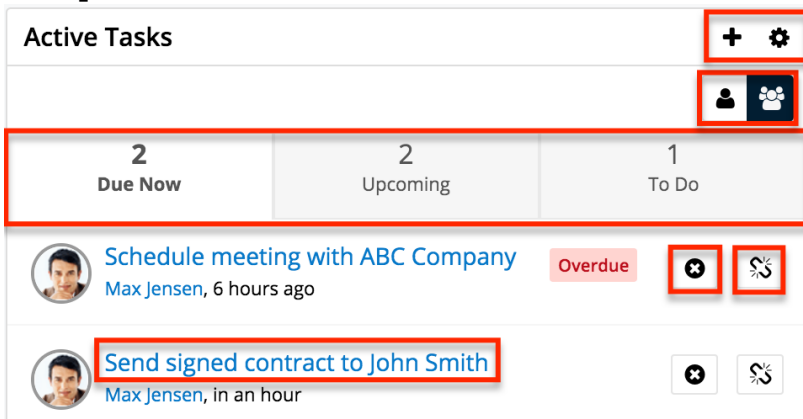 Active Tasks
2 2 1
Due Now Upcoming To Do
Schedule meeting with ABC Company Overdue
Max Jensen, 6 hours ago
Send signed contract to John Smith
Max Jensen, in an hour